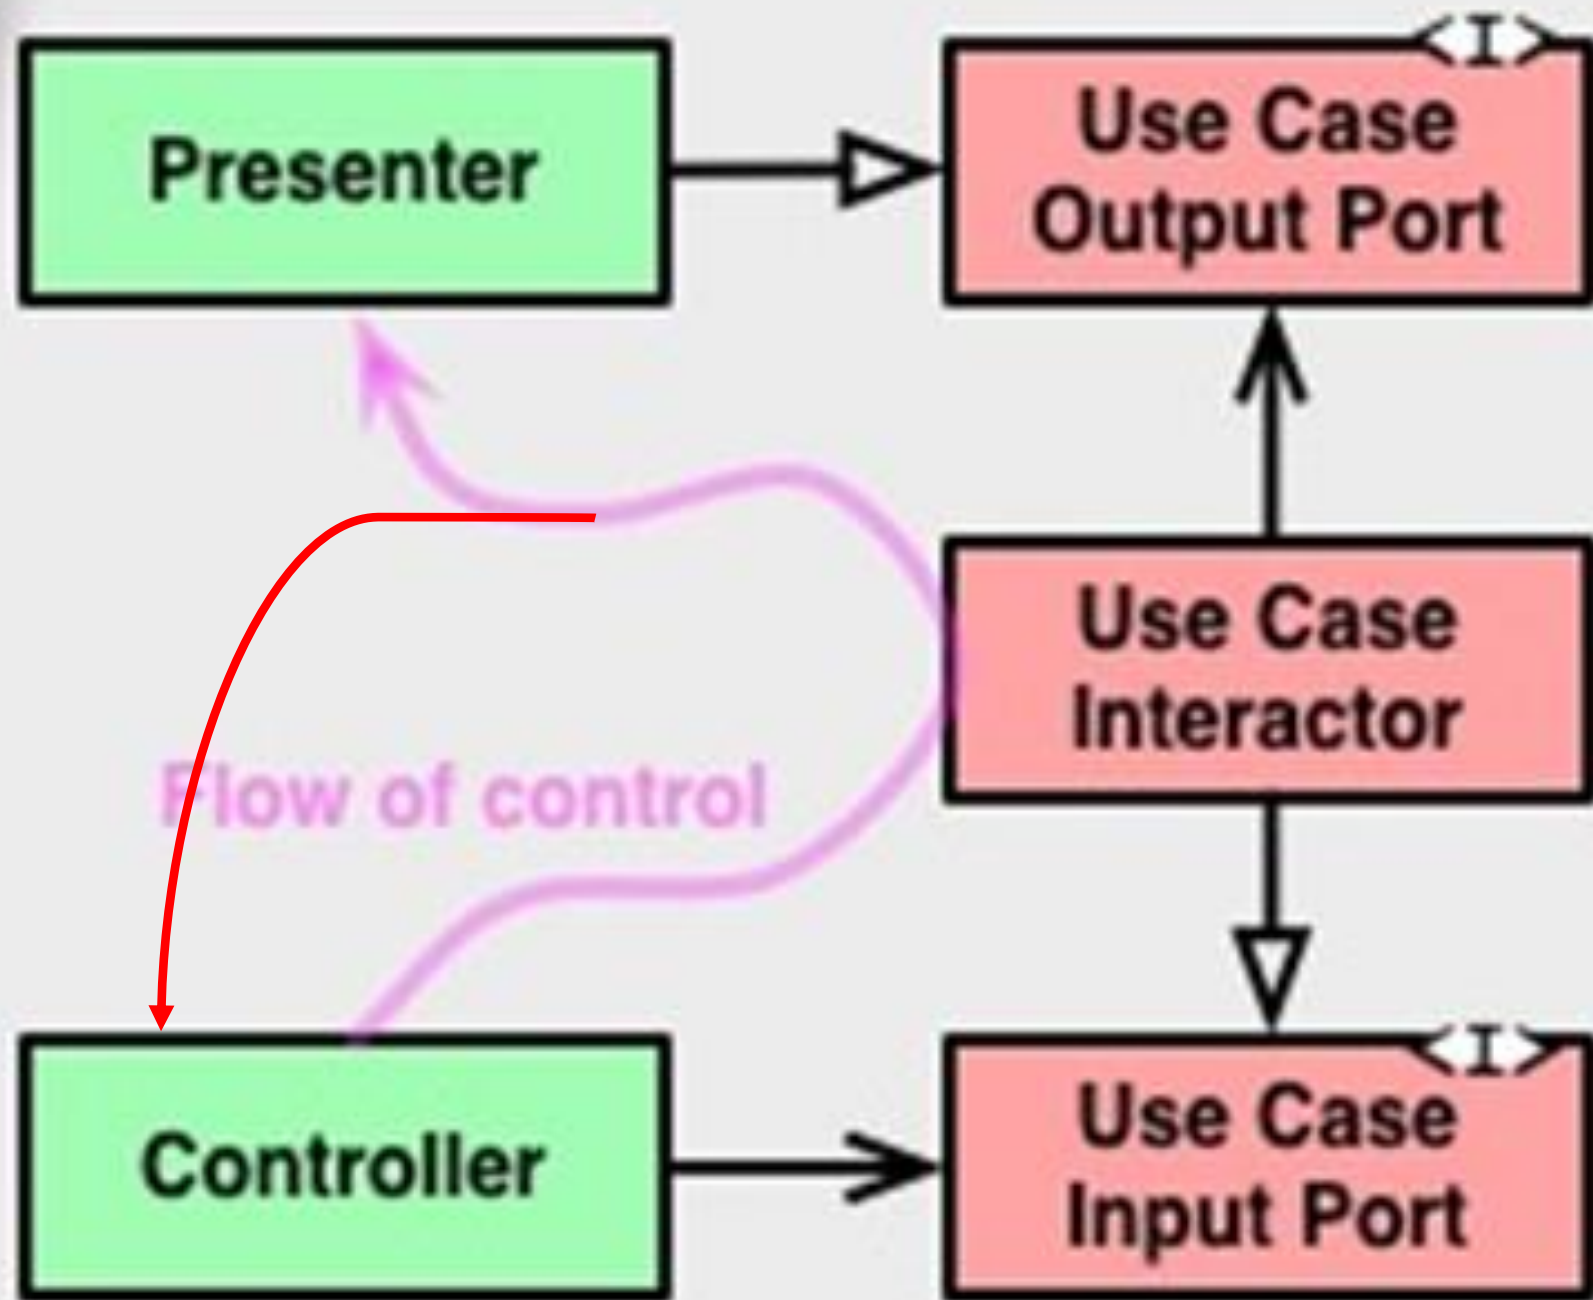 Presenter
<I>
Use Case
Output Port
Use Case
Interactor
Flow of control
Controller
<I>
Use Case
Input Port